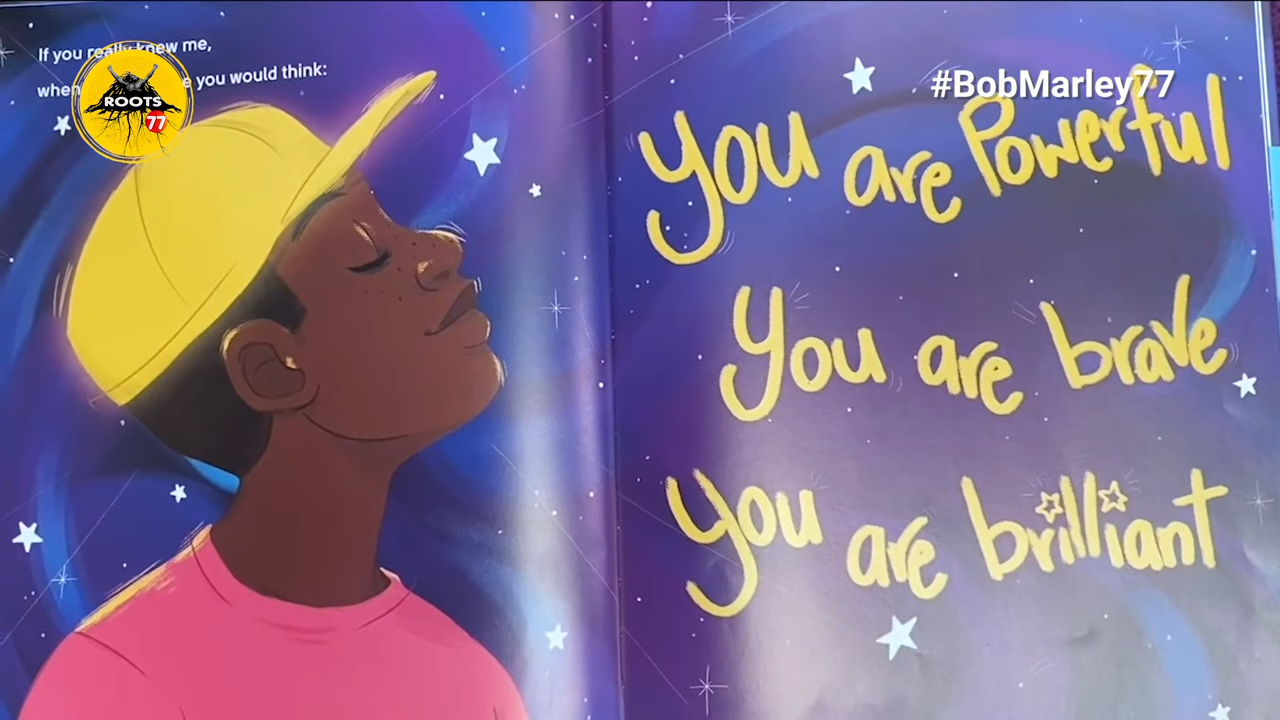 If you really knew me,
when you would think:
ROOTS
77
#BobMarley77
You are Powerful
You are brave
You are brilliant